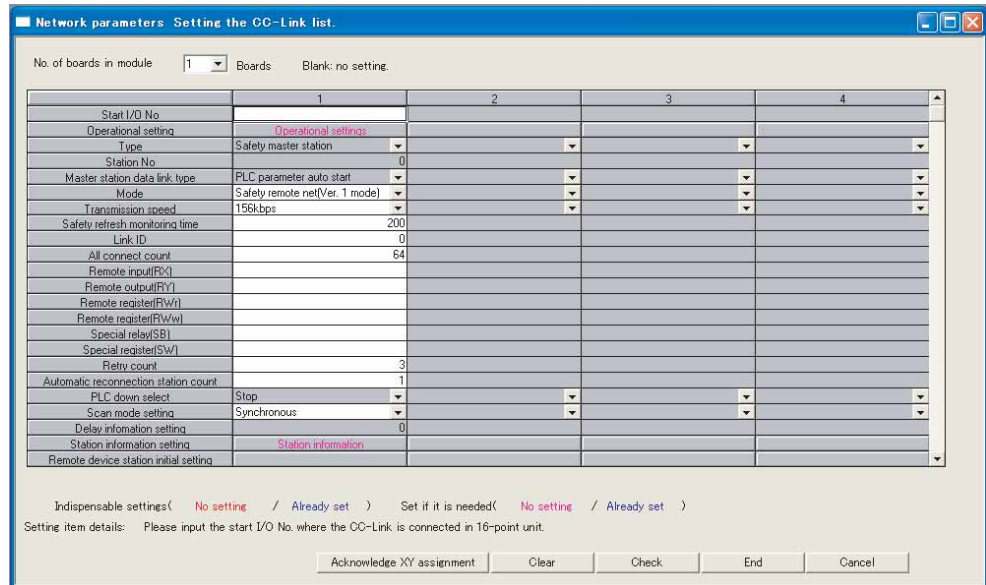 Network parameters Setting the CC-Link list.
No. of boards in module 1 Boards Blank: no setting.
1 2 3 4
Start I/O No
Operational setting Operational settings
Type Safety master station
Station No 0
Master station data link type PLC parameter auto start
Mode Safety remote net(Ver. 1 mode)
Transmission speed 156kbps
Safety refresh monitoring time 200
Link ID 0
All connect count 64
Remote input(RX)
Remote output(RY)
Remote register(RWr)
Remote register(RWw)
Special relay(SB)
Special register(SW)
Retry count 3
Automatic reconnection station count 1
PLC down select Stop
Scan mode setting Synchronous
Delay infomation setting 0
Station information setting Station information
Remote device station initial setting
Indispensable settings( No setting / Already set ) Set if it is needed( No setting / Already set )
Setting item details: Please input the start I/O No. where the CC-Link is connected in 16-point unit.
Acknowledge XY assignment Clear Check End Cancel